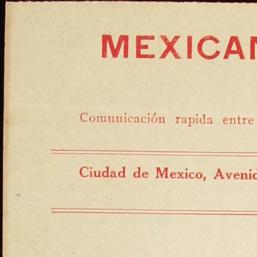 MEXICAN
Comunicación rapida entre
Ciudad de Mexico, Avenid